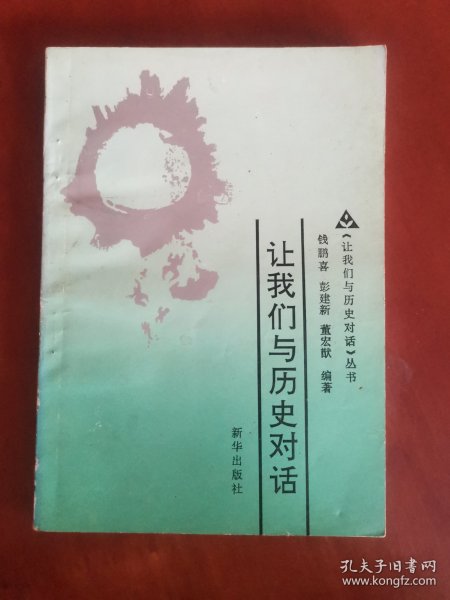 《让我们与历史对话》丛书
钱鹏喜 彭建新 董宏猷 编著
让我们与历史对话
新华出版社
孔夫子旧书网
www.kongfz.com